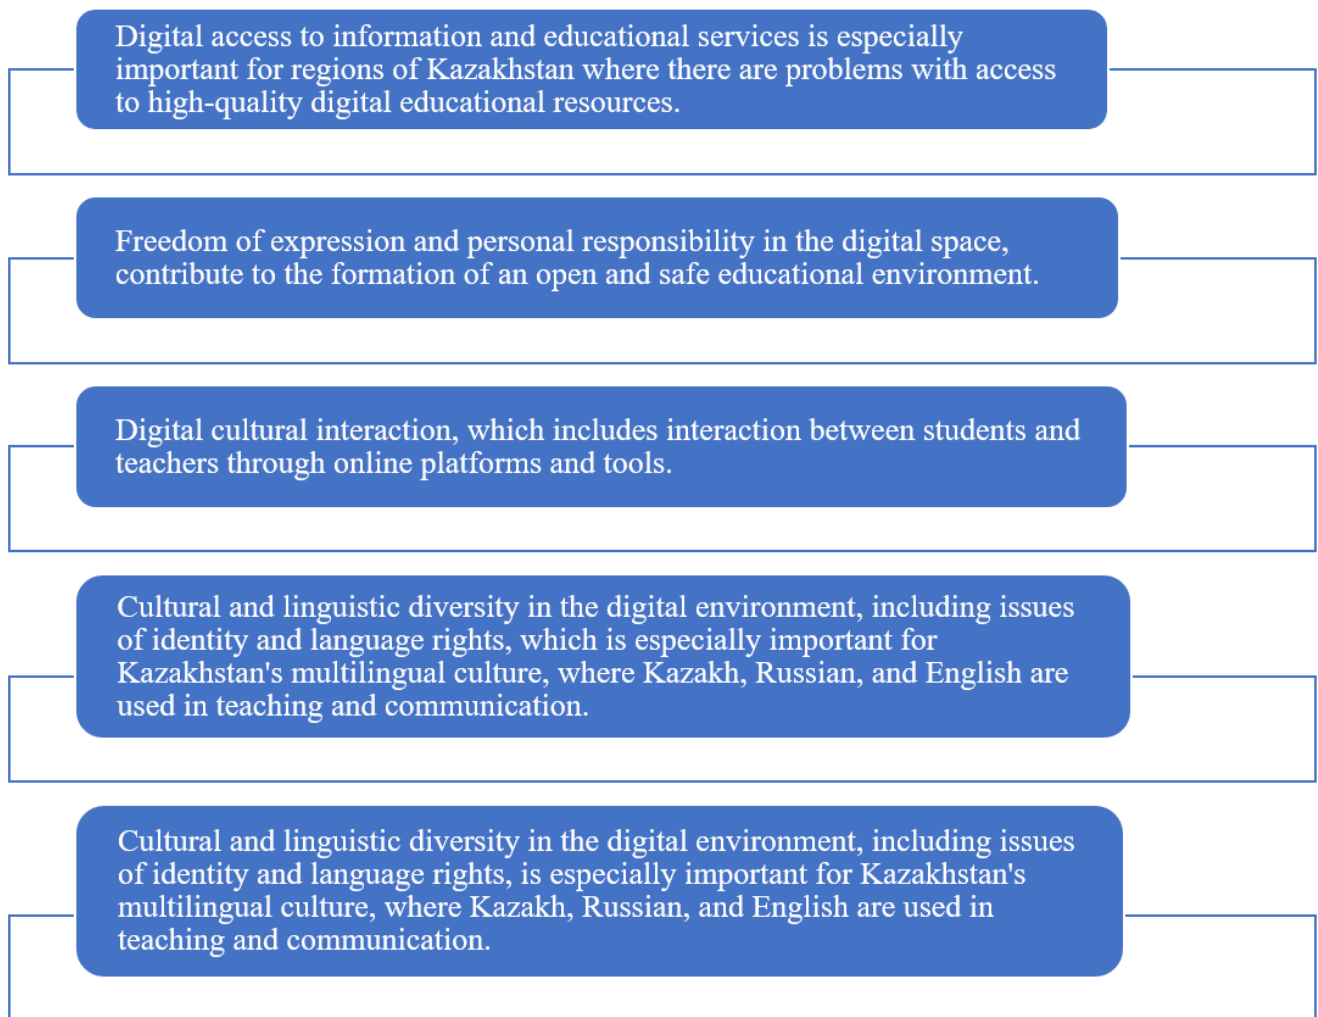 Digital access to information and educational services is especially
important for regions of Kazakhstan where there are problems with access
to high-quality digital educational resources.
Freedom of expression and personal responsibility in the digital space,
contribute to the formation of an open and safe educational environment.
Digital cultural interaction, which includes interaction between students and
teachers through online platforms and tools.
Cultural and linguistic diversity in the digital environment, including issues
of identity and language rights, which is especially important for
Kazakhstan's multilingual culture, where Kazakh, Russian, and English are
used in teaching and communication.
Cultural and linguistic diversity in the digital environment, including issues
of identity and language rights, is especially important for Kazakhstan's
multilingual culture, where Kazakh, Russian, and English are used in
teaching and communication.